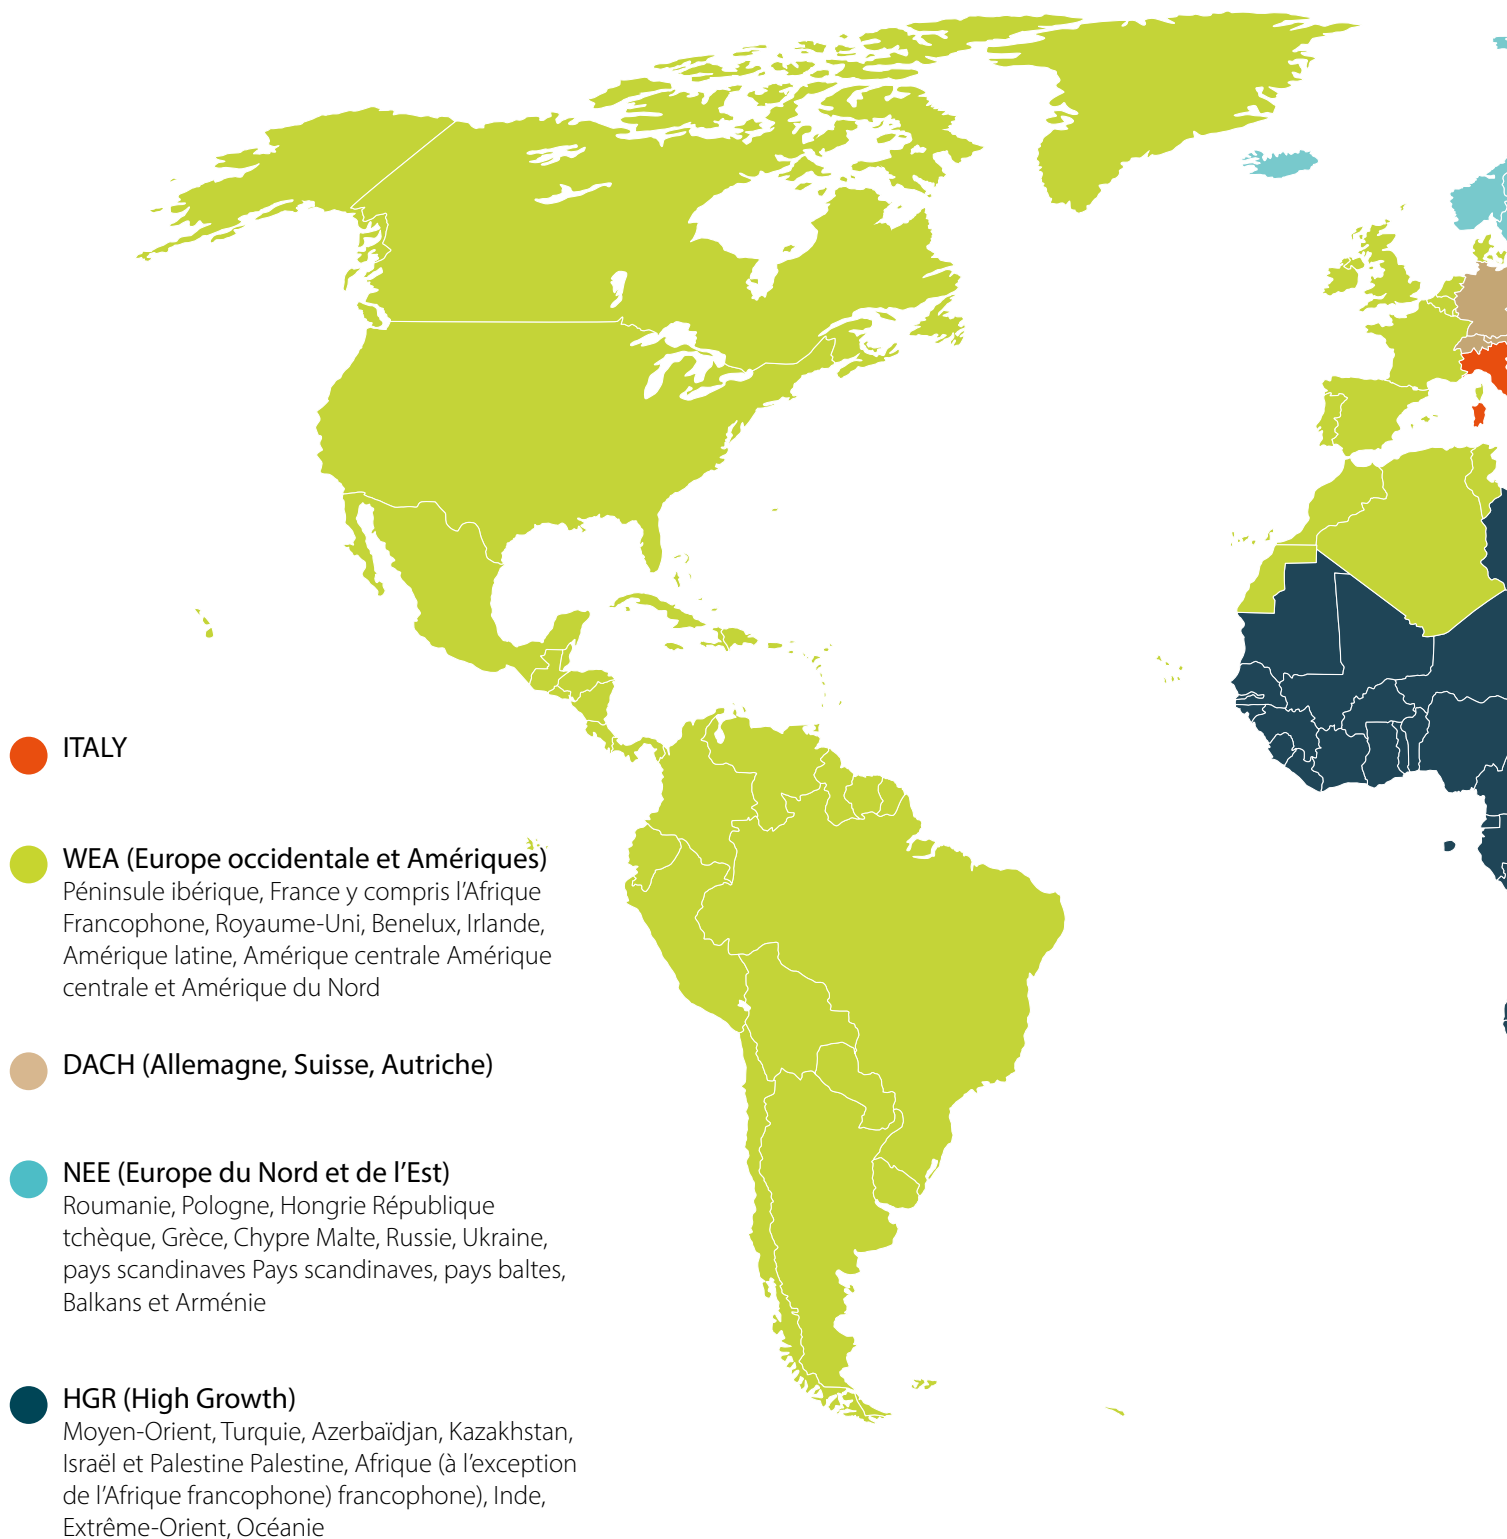 ITALY
WEA (Europe occidentale et Amériques)
Péninsule ibérique, France y compris l'Afrique
Francophone, Royaume-Uni, Benelux, Irlande,
Amérique latine, Amérique centrale Amérique
centrale et Amérique du Nord
DACH (Allemagne, Suisse, Autriche)
NEE (Europe du Nord et de l'Est)
Roumanie, Pologne, Hongrie République
tchèque, Grèce, Chypre Malte, Russie, Ukraine,
pays scandinaves Pays scandinaves, pays baltes,
Balkans et Arménie
HGR (High Growth)
Moyen-Orient, Turquie, Azerbaïdjan, Kazakhstan,
Israël et Palestine Palestine, Afrique (à l'exception
de l'Afrique francophone) francophone), Inde,
Extrême-Orient, Océanie